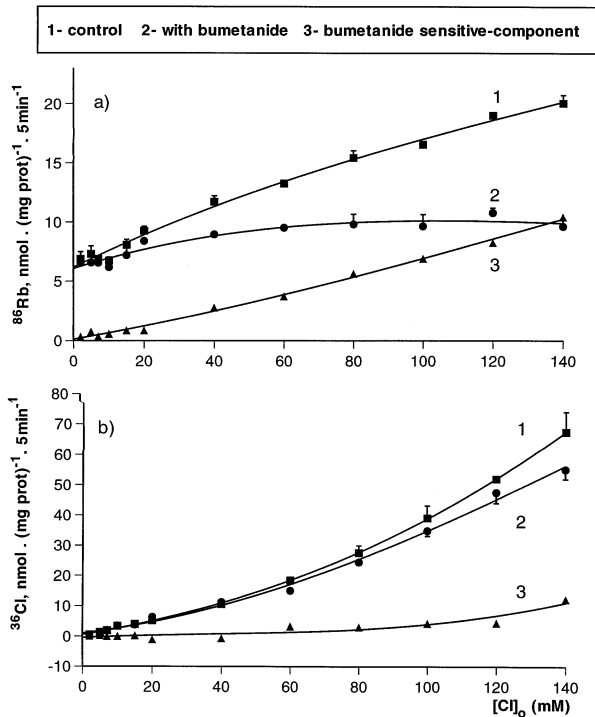 1- control 2- with bumetanide 3- bumetanide sensitive-component
a)
⁸⁶Rb, nmol . (mg prot)⁻¹ . 5min⁻¹
20
15
10
5
0
1
2
3
0 20 40 60 80 100 120 140
b)
³⁶Cl, nmol . (mg prot)⁻¹ . 5min⁻¹
80
70
60
50
40
30
20
10
0
-10
1
2
3
0 20 40 60 80 100 120 140
[Cl]ₒ (mM)